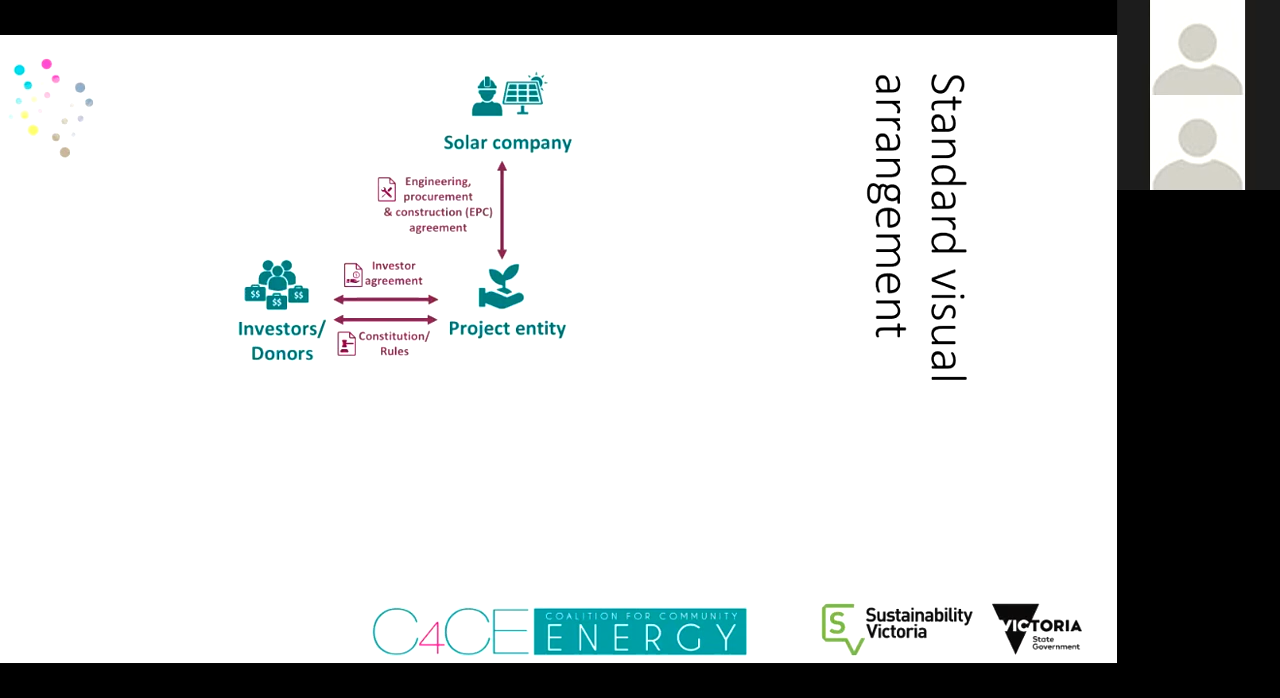 Standard visual
arrangement
Solar company
Engineering,
procurement
& construction (EPC)
agreement
Investor
agreement
$$ $$ $$
Investors/
Donors
Constitution/
Rules
Project entity
C4CE
COALITION FOR COMMUNITY
ENERGY
S
Sustainability
Victoria
VICTORIA
State
Government